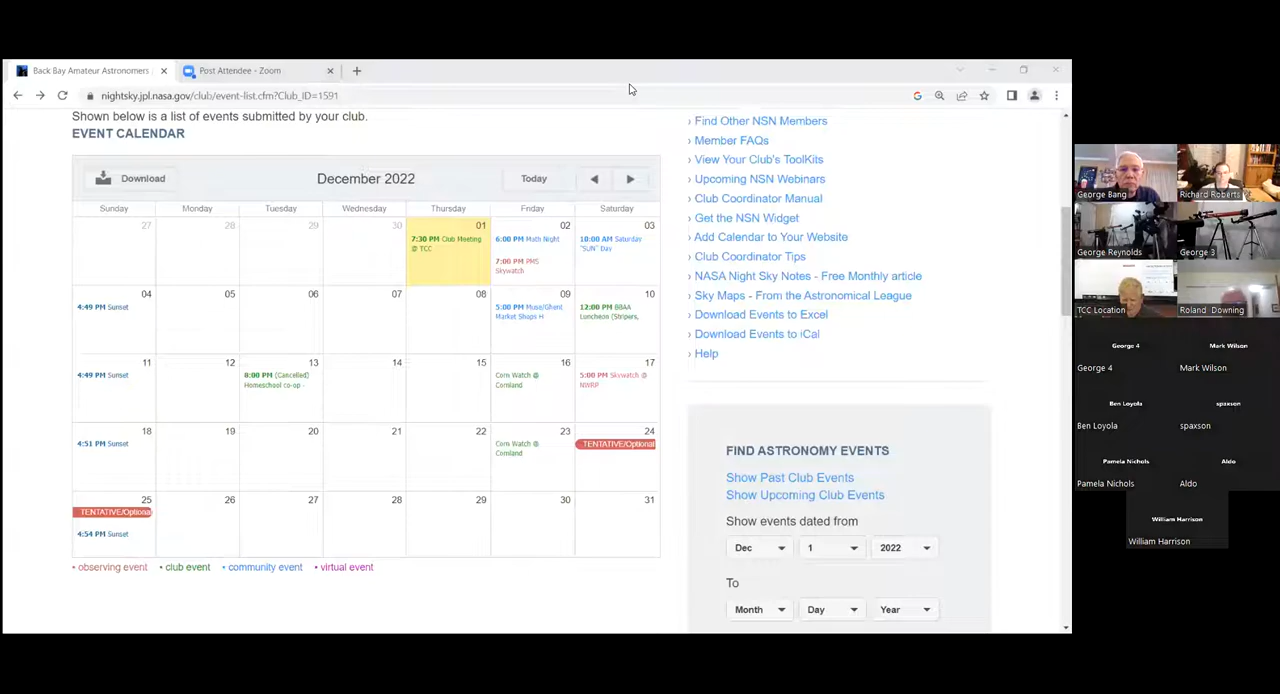 Back Bay Amateur Astronomers
Post Attendee - Zoom
nightsky.jpl.nasa.gov/club/event-list.cfm?Club_ID=1591
Shown below is a list of events submitted by your club.
EVENT CALENDAR
Download
December 2022
Today
Sunday Monday Tuesday Wednesday Thursday Friday Saturday
27 28 29 30 01 02 03
7:30 PM Club Meeting
@ TCC
6:00 PM Math Night
7:00 PM PMS
Skywatch
10:00 AM Saturday
"SUN" Day
04 05 06 07 08 09 10
4:49 PM Sunset
5:00 PM Muse/Ghent
Market Shops H
12:00 PM BBAA
Luncheon (Stripers,
11 12 13 14 15 16 17
4:49 PM Sunset
8:00 PM (Cancelled)
Homeschool co-op -
Corn Watch @
Cornland
5:00 PM Skywatch @
NWRP
18 19 20 21 22 23 24
4:51 PM Sunset
Corn Watch @
Cornland
TENTATIVE/Optional
25 26 27 28 29 30 31
TENTATIVE/Optiona
4:54 PM Sunset
• observing event • club event • community event • virtual event
› Find Other NSN Members
› Member FAQs
› View Your Club's ToolKits
› Upcoming NSN Webinars
› Club Coordinator Manual
› Get the NSN Widget
› Add Calendar to Your Website
› Club Coordinator Tips
› NASA Night Sky Notes - Free Monthly article
› Sky Maps - From the Astronomical League
› Download Events to Excel
› Download Events to iCal
› Help
FIND ASTRONOMY EVENTS
Show Past Club Events
Show Upcoming Club Events
Show events dated from
Dec 1 2022
To
Month Day Year
George Bang
Richard Roberts
George Reynolds
George 3
TCC Location
Roland Downing
George 4
George 4
Mark Wilson
Mark Wilson
Ben Loyola
Ben Loyola
spaxson
spaxson
Pamela Nichols
Pamela Nichols
Aldo
Aldo
William Harrison
William Harrison